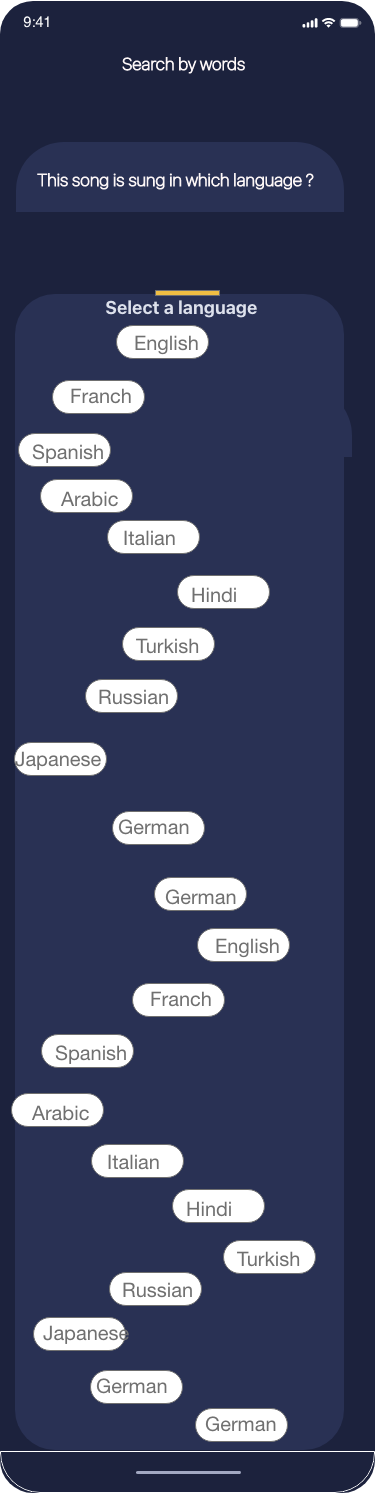 9:41
Search by words
This song is sung in which language ?
Select a language
English
Franch
Spanish
Arabic
Italian
Hindi
Turkish
Russian
Japanese
German
German
English
Franch
Spanish
Arabic
Italian
Hindi
Turkish
Russian
Japanese
German
German